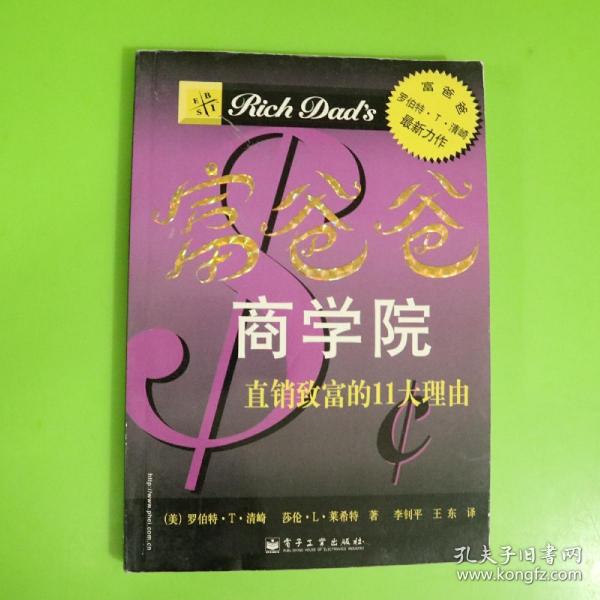 E B
S I
Rich Dad's
富爸爸
罗伯特·T·清崎
最新力作
富爸爸
商学院
直销致富的11大理由
http://www.phei.com.cn
(美) 罗伯特·T·清崎 莎伦·L·莱希特 著 李钊平 王东 译
电子工业出版社
PUBLISHING HOUSE OF ELECTRONICS INDUSTRY
孔夫子旧书网
www.kongfz.com